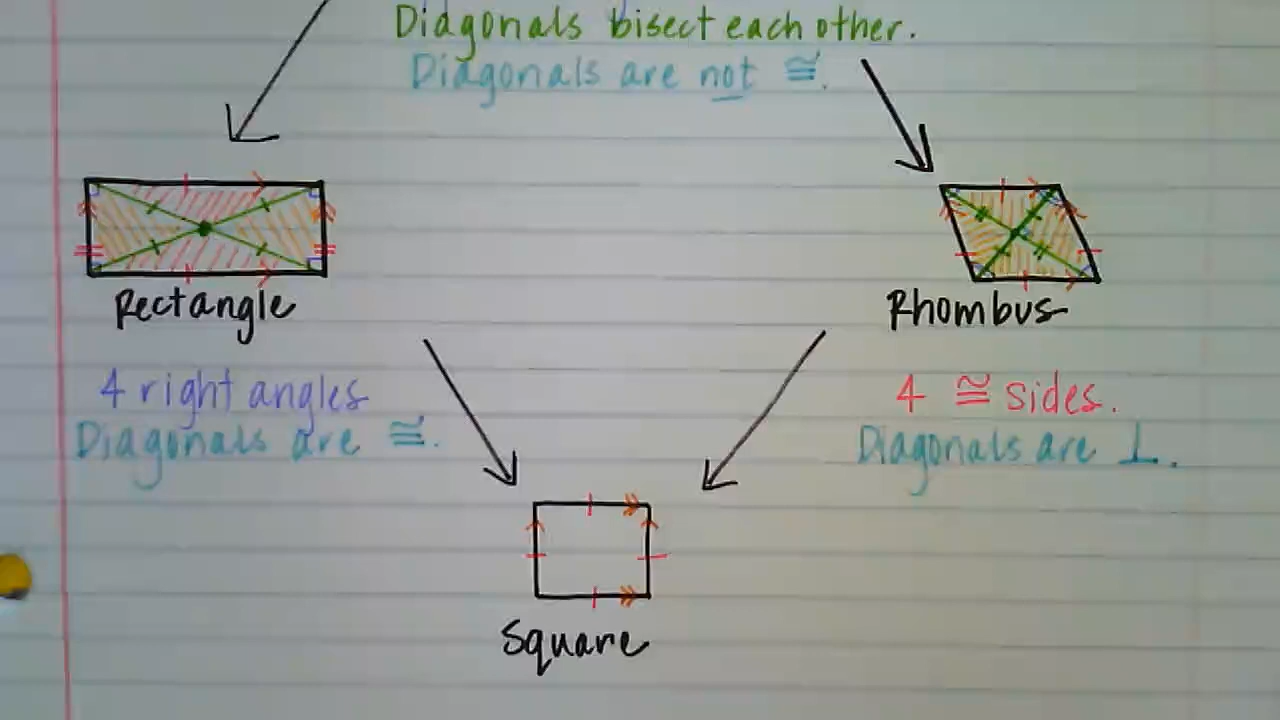 Diagonals bisect each other.
Diagonals are not ≅.
Rectangle
4 right angles
Diagonals are ≅.
Rhombus
4 ≅ sides.
Diagonals are ⊥.
Square